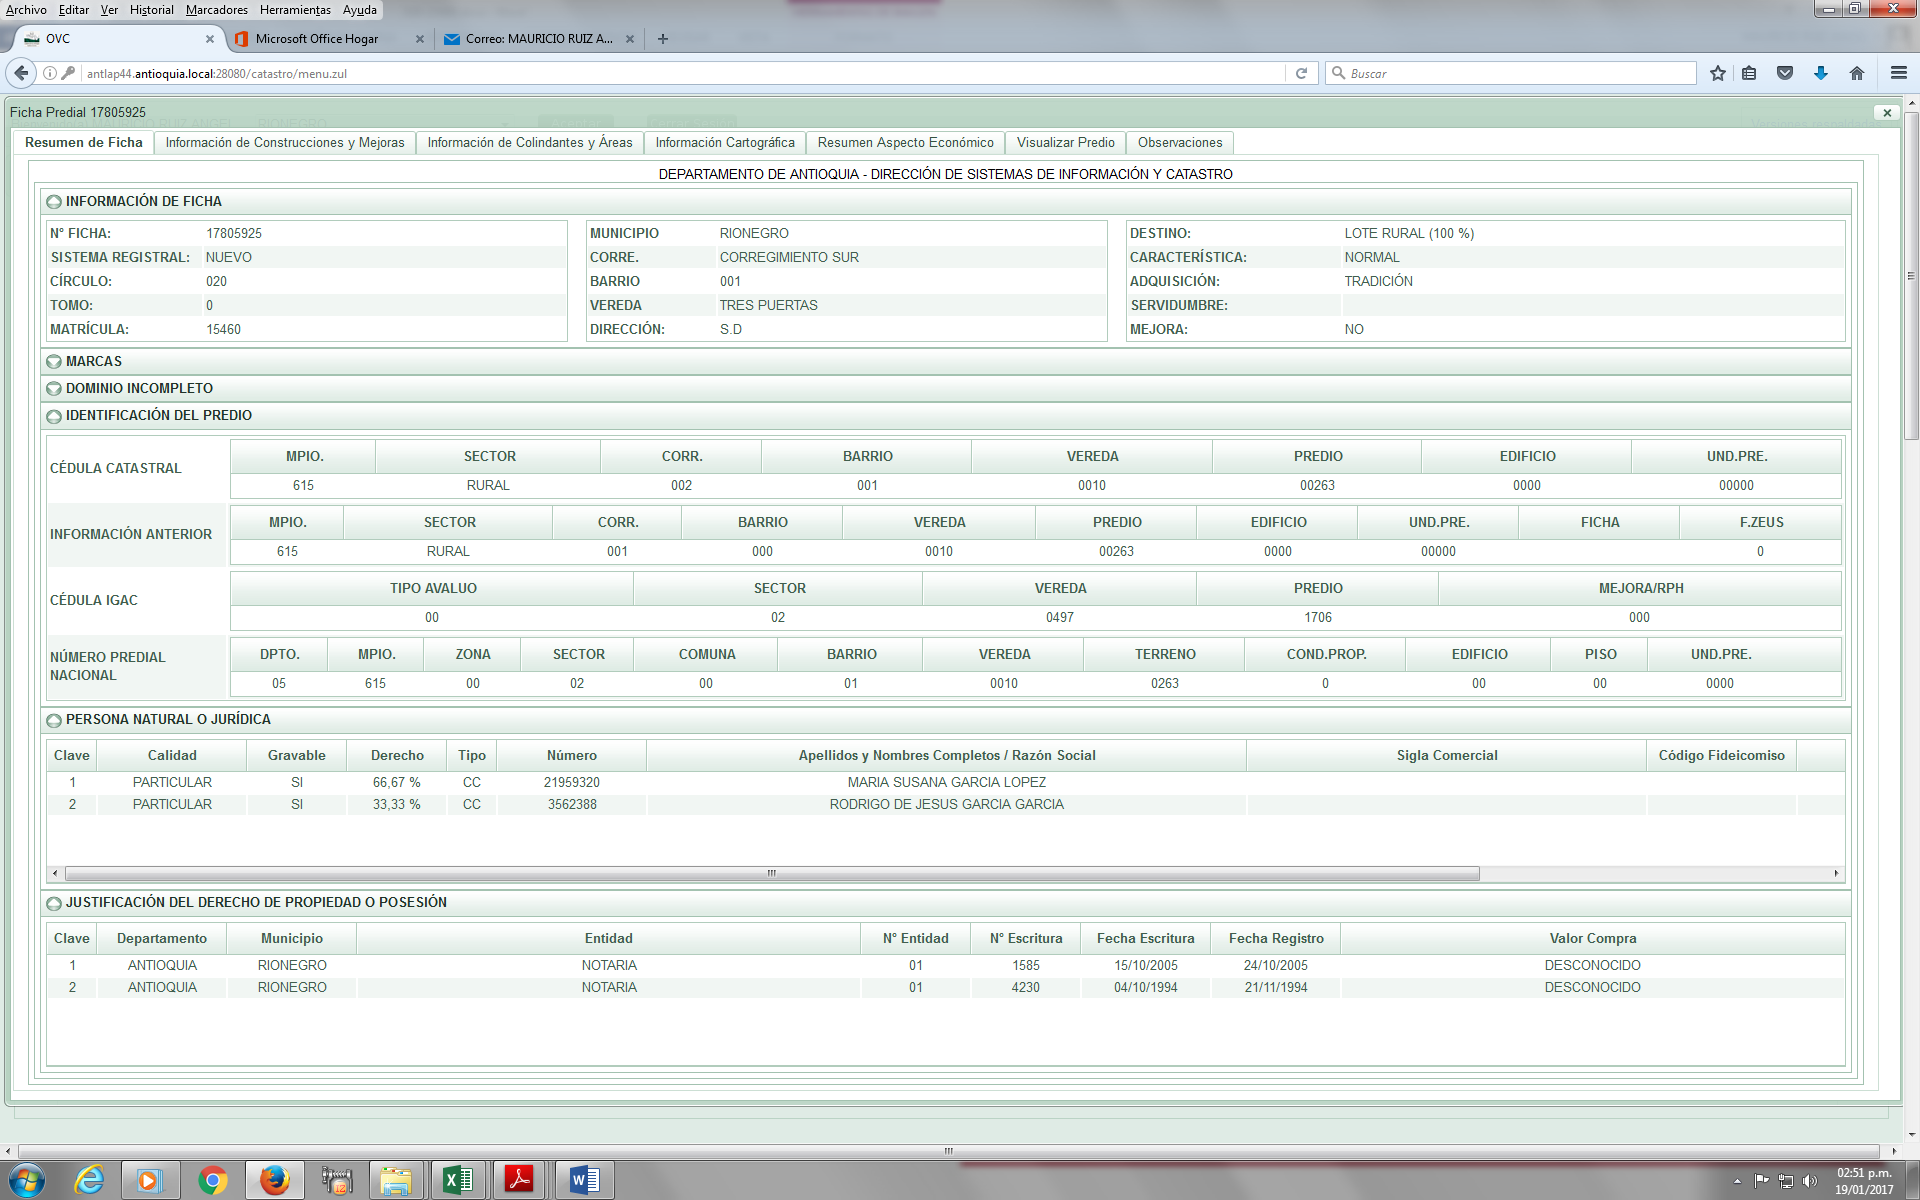 Archivo Editar Ver Historial Marcadores Herramientas Ayuda
OVC Microsoft Office Hogar Correo: MAURICIO RUIZ A...
antlap44.antioquia.local:28080/catastro/menu.zul Buscar
Ficha Predial 17805925
Resumen de Ficha Información de Construcciones y Mejoras Información de Colindantes y Áreas Información Cartográfica Resumen Aspecto Económico Visualizar Predio Observaciones
DEPARTAMENTO DE ANTIOQUIA - DIRECCIÓN DE SISTEMAS DE INFORMACIÓN Y CATASTRO
INFORMACIÓN DE FICHA
N° FICHA: 17805925 MUNICIPIO RIONEGRO DESTINO: LOTE RURAL (100 %)
SISTEMA REGISTRAL: NUEVO CORRE. CORREGIMIENTO SUR CARACTERÍSTICA: NORMAL
CÍRCULO: 020 BARRIO 001 ADQUISICIÓN: TRADICIÓN
TOMO: 0 VEREDA TRES PUERTAS SERVIDUMBRE:
MATRÍCULA: 15460 DIRECCIÓN: S.D MEJORA: NO
MARCAS
DOMINIO INCOMPLETO
IDENTIFICACIÓN DEL PREDIO
CÉDULA CATASTRAL
MPIO. SECTOR CORR. BARRIO VEREDA PREDIO EDIFICIO UND.PRE.
615 RURAL 002 001 0010 00263 0000 00000
INFORMACIÓN ANTERIOR
MPIO. SECTOR CORR. BARRIO VEREDA PREDIO EDIFICIO UND.PRE. FICHA F.ZEUS
615 RURAL 001 000 0010 00263 0000 00000 0
CÉDULA IGAC
TIPO AVALUO SECTOR VEREDA PREDIO MEJORA/RPH
00 02 0497 1706 000
NÚMERO PREDIAL
NACIONAL
DPTO. MPIO. ZONA SECTOR COMUNA BARRIO VEREDA TERRENO COND.PROP. EDIFICIO PISO UND.PRE.
05 615 00 02 00 01 0010 0263 0 00 00 0000
PERSONA NATURAL O JURÍDICA
Clave Calidad Gravable Derecho Tipo Número Apellidos y Nombres Completos / Razón Social Sigla Comercial Código Fideicomiso
1 PARTICULAR SI 66,67 % CC 21959320 MARIA SUSANA GARCIA LOPEZ
2 PARTICULAR SI 33,33 % CC 3562388 RODRIGO DE JESUS GARCIA GARCIA
JUSTIFICACIÓN DEL DERECHO DE PROPIEDAD O POSESIÓN
Clave Departamento Municipio Entidad N° Entidad N° Escritura Fecha Escritura Fecha Registro Valor Compra
1 ANTIOQUIA RIONEGRO NOTARIA 01 1585 15/10/2005 24/10/2005 DESCONOCIDO
2 ANTIOQUIA RIONEGRO NOTARIA 01 4230 04/10/1994 21/11/1994 DESCONOCIDO
02:51 p.m.
19/01/2017